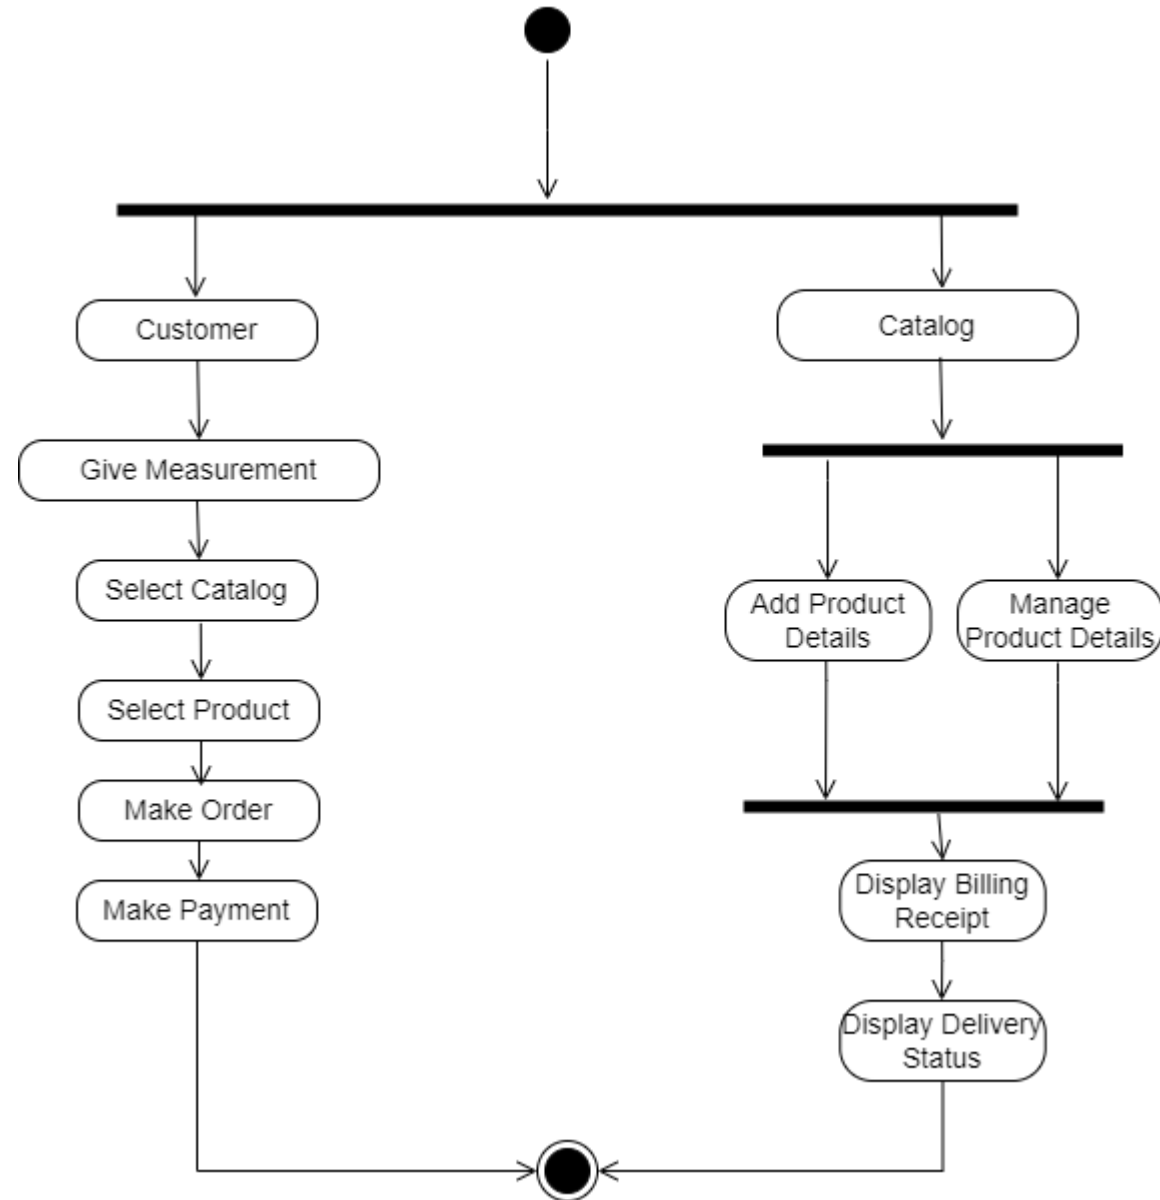 Customer
Catalog
Give Measurement
Select Catalog
Add Product
Details
Manage
Product Details
Select Product
Make Order
Make Payment
Display Billing
Receipt
Display Delivery
Status